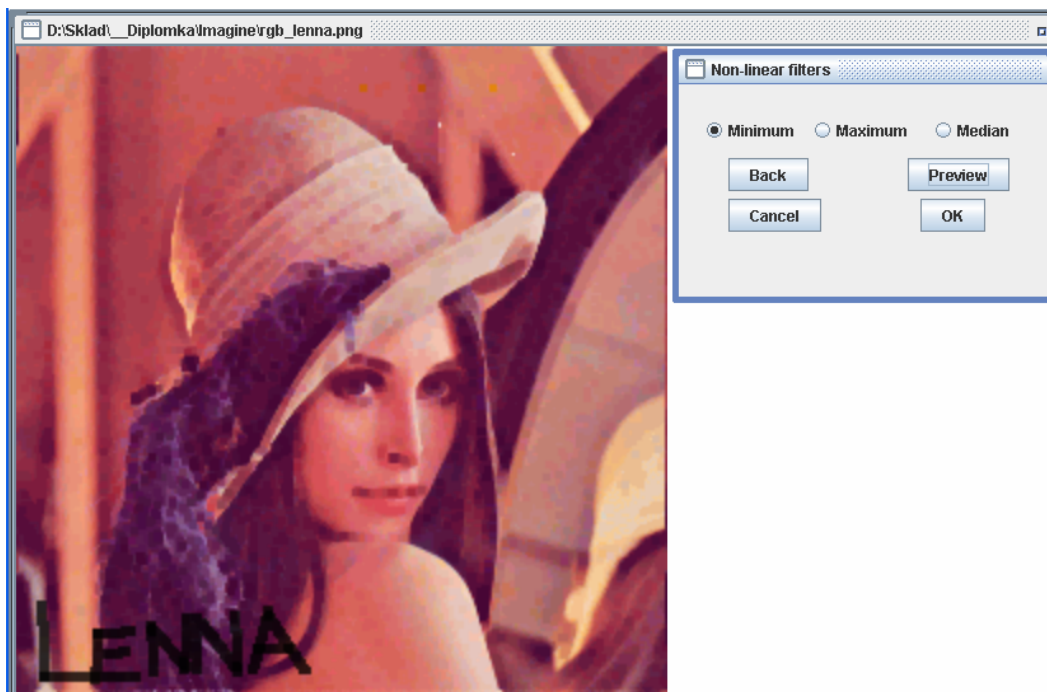 D:\Sklad\__Diplomka\Imagine\rgb_lenna.png
Non-linear filters
Minimum Maximum Median
Back Preview
Cancel OK
LENNA